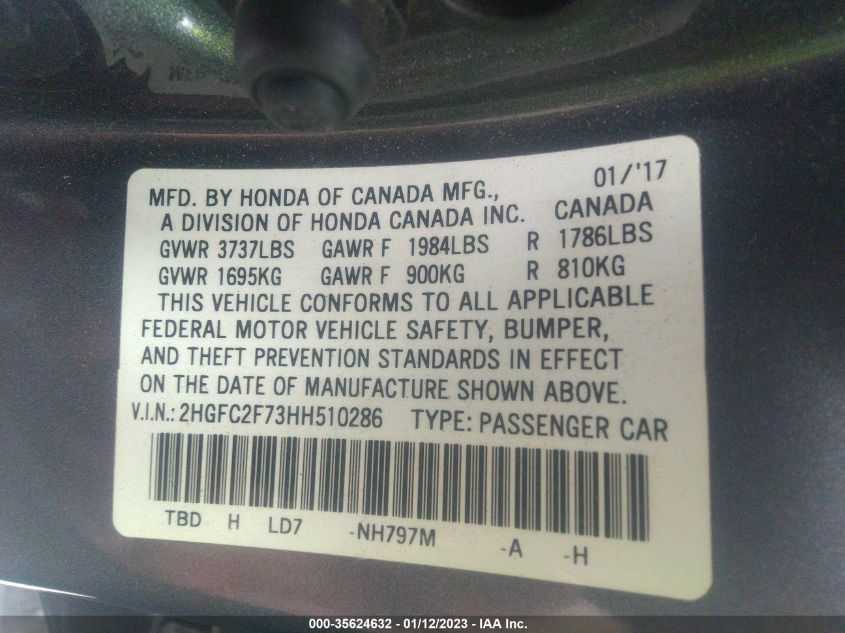 01/'17
MFD. BY HONDA OF CANADA MFG.,
A DIVISION OF HONDA CANADA INC. CANADA
GVWR 3737LBS GAWR F 1984LBS R 1786LBS
GVWR 1695KG GAWR F 900KG R 810KG
THIS VEHICLE CONFORMS TO ALL APPLICABLE
FEDERAL MOTOR VEHICLE SAFETY, BUMPER,
AND THEFT PREVENTION STANDARDS IN EFFECT
ON THE DATE OF MANUFACTURE SHOWN ABOVE.
V.I.N.: 2HGFC2F73HH510286 TYPE: PASSENGER CAR
TBD H LD7 -NH797M -A -H
000-35624632 - 01/12/2023 - IAA Inc.